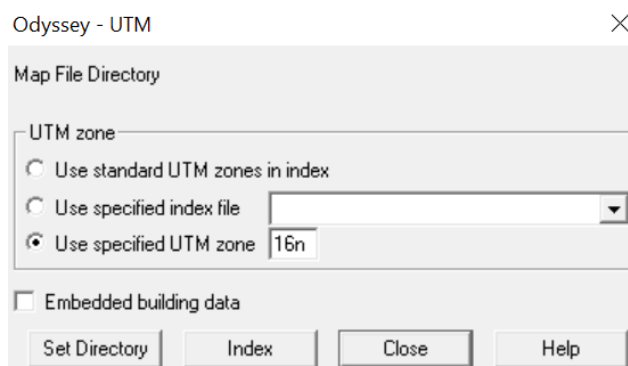 Odyssey - UTM
Map File Directory
UTM zone
Use standard UTM zones in index
Use specified index file
Use specified UTM zone 16n
Embedded building data
Set Directory Index Close Help